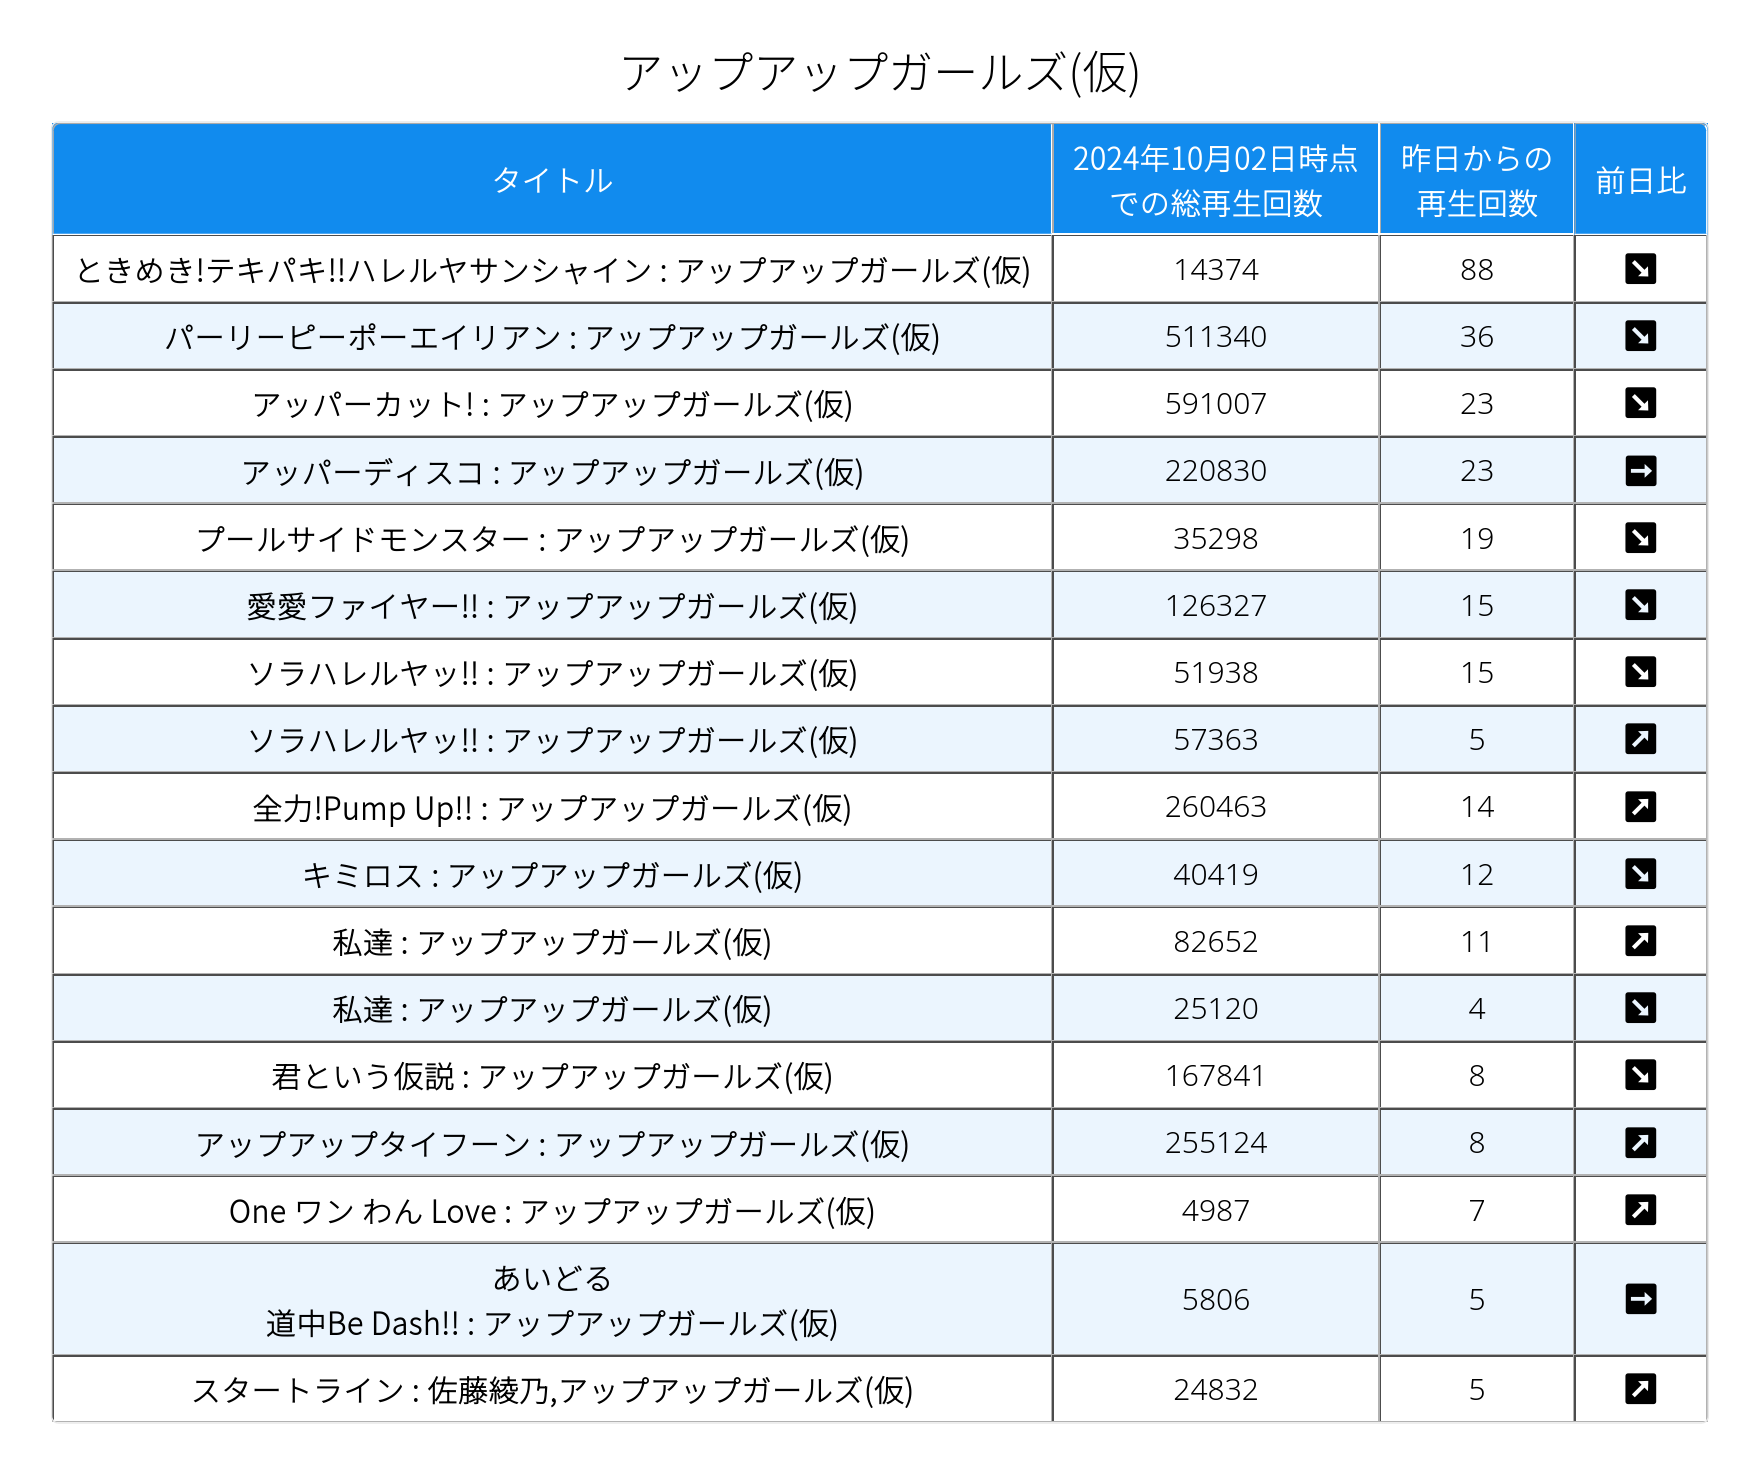 アップアップガールズ(仮)
タイトル 2024年10月02日時点での総再生回数 昨日からの再生回数 前日比
ときめき!テキパキ!!ハレルヤサンシャイン : アップアップガールズ(仮) 14374 88 ↘
パーリーピーポーエイリアン : アップアップガールズ(仮) 511340 36 ↘
アッパーカット! : アップアップガールズ(仮) 591007 23 ↘
アッパーディスコ : アップアップガールズ(仮) 220830 23 →
プールサイドモンスター : アップアップガールズ(仮) 35298 19 ↘
愛愛ファイヤー!! : アップアップガールズ(仮) 126327 15 ↘
ソラハレルヤッ!! : アップアップガールズ(仮) 51938 15 ↘
ソラハレルヤッ!! : アップアップガールズ(仮) 57363 5 ↗
全力!Pump Up!! : アップアップガールズ(仮) 260463 14 ↗
キミロス : アップアップガールズ(仮) 40419 12 ↘
私達 : アップアップガールズ(仮) 82652 11 ↗
私達 : アップアップガールズ(仮) 25120 4 ↘
君という仮説 : アップアップガールズ(仮) 167841 8 ↘
アップアップタイフーン : アップアップガールズ(仮) 255124 8 ↗
One ワン わん Love : アップアップガールズ(仮) 4987 7 ↗
あいどる
道中Be Dash!! : アップアップガールズ(仮) 5806 5 →
スタートライン : 佐藤綾乃,アップアップガールズ(仮) 24832 5 ↗